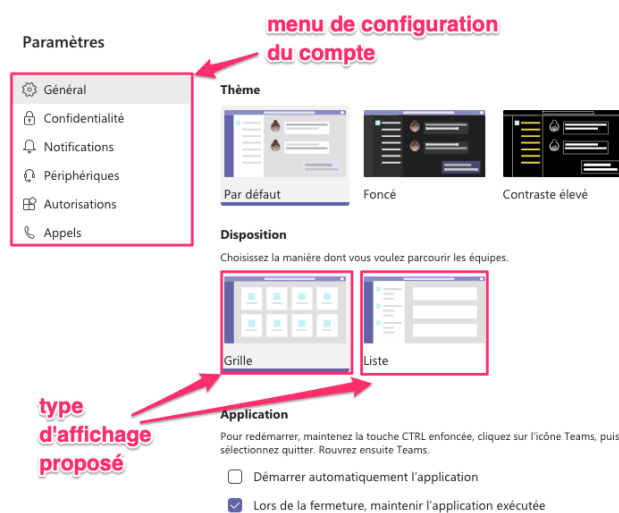 menu de configuration
du compte
Paramètres
Général
Confidentialité
Notifications
Périphériques
Autorisations
Appels
Thème
Par défaut
Foncé
Contraste élevé
Disposition
Choisissez la manière dont vous voulez parcourir les équipes.
Grille
Liste
type
d'affichage
proposé
Application
Pour redémarrer, maintenez la touche CTRL enfoncée, cliquez sur l'icône Teams, puis
sélectionnez quitter. Rouvrez ensuite Teams.
Démarrer automatiquement l'application
Lors de la fermeture, maintenir l'application exécutée